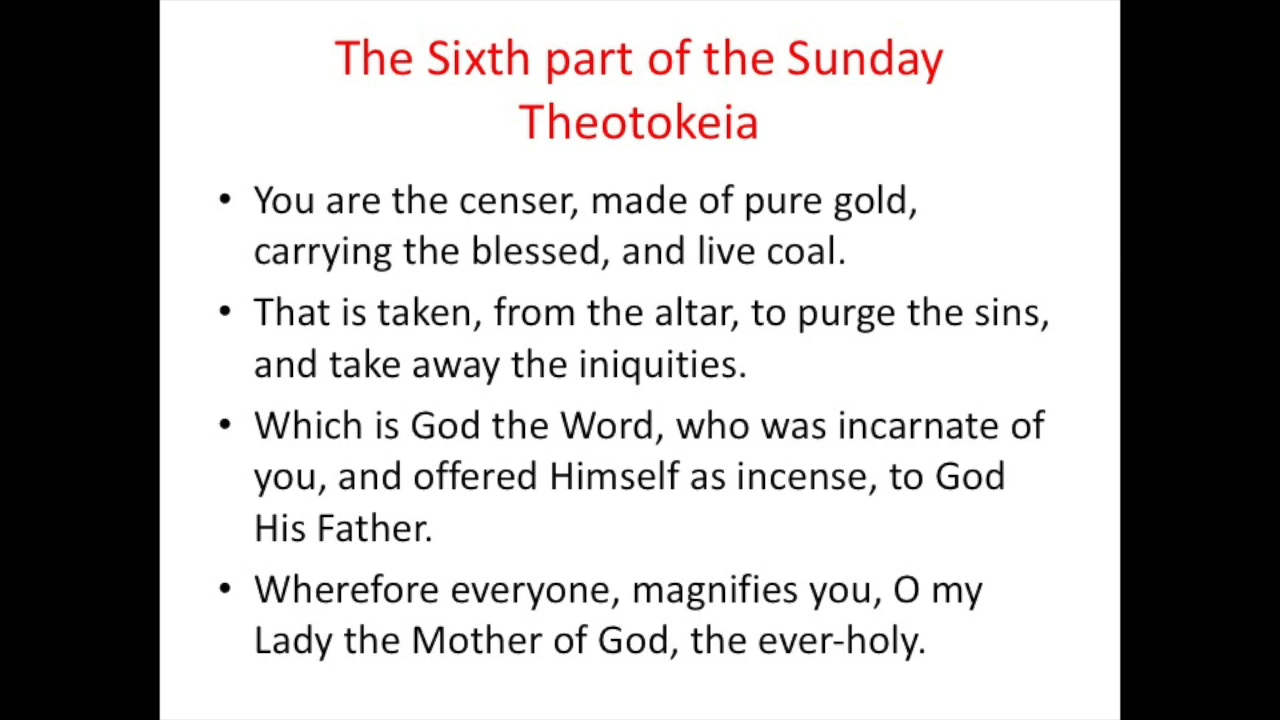 The Sixth part of the Sunday
Theotokeia
• You are the censer, made of pure gold,
carrying the blessed, and live coal.
• That is taken, from the altar, to purge the sins,
and take away the iniquities.
• Which is God the Word, who was incarnate of
you, and offered Himself as incense, to God
His Father.
• Wherefore everyone, magnifies you, O my
Lady the Mother of God, the ever-holy.